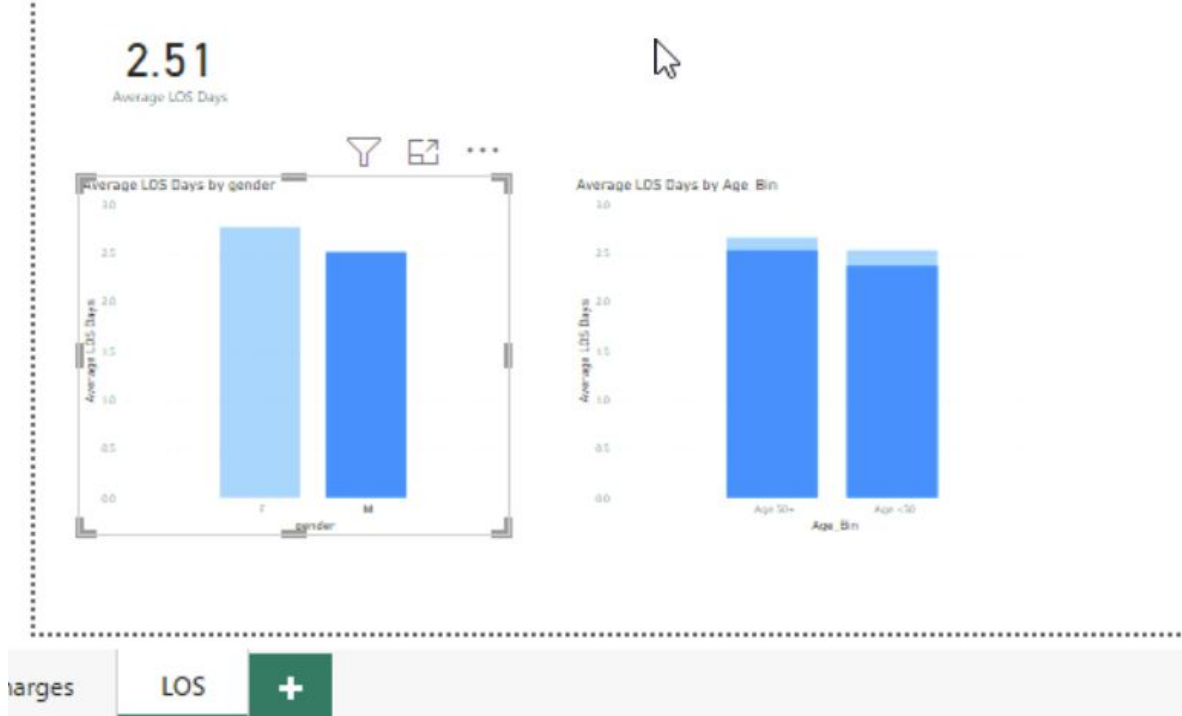 2.51
Average LOS Days
Average LOS Days by gender
3.0
2.5
2.0
1.5
1.0
0.5
0.0
Average LOS Days
F
M
gender
Average LOS Days by Age_Bin
3.0
2.5
2.0
1.5
1.0
0.5
0.0
Average LOS Days
Age 50+
Age <50
Age_Bin
harges
LOS